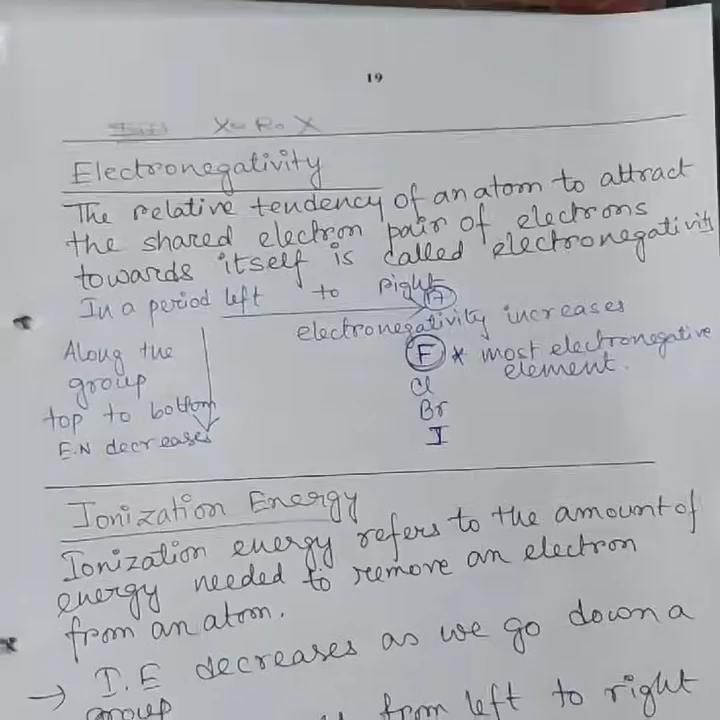 19
X- Ro X
Electronegativity
The relative tendency of an atom to attract
the shared electron pair of electrons
towards itself is called electronegativity
In a period left to right 17
electronegativity increases
Along the
group
top to bottom
E.N decreases
F * most electronegative
element.
Cl
Br
I
Ionization Energy
Ionization energy refers to the amount of
energy needed to remove an electron
from an atom.
→ I.E decreases as we go down a
group
from left to right